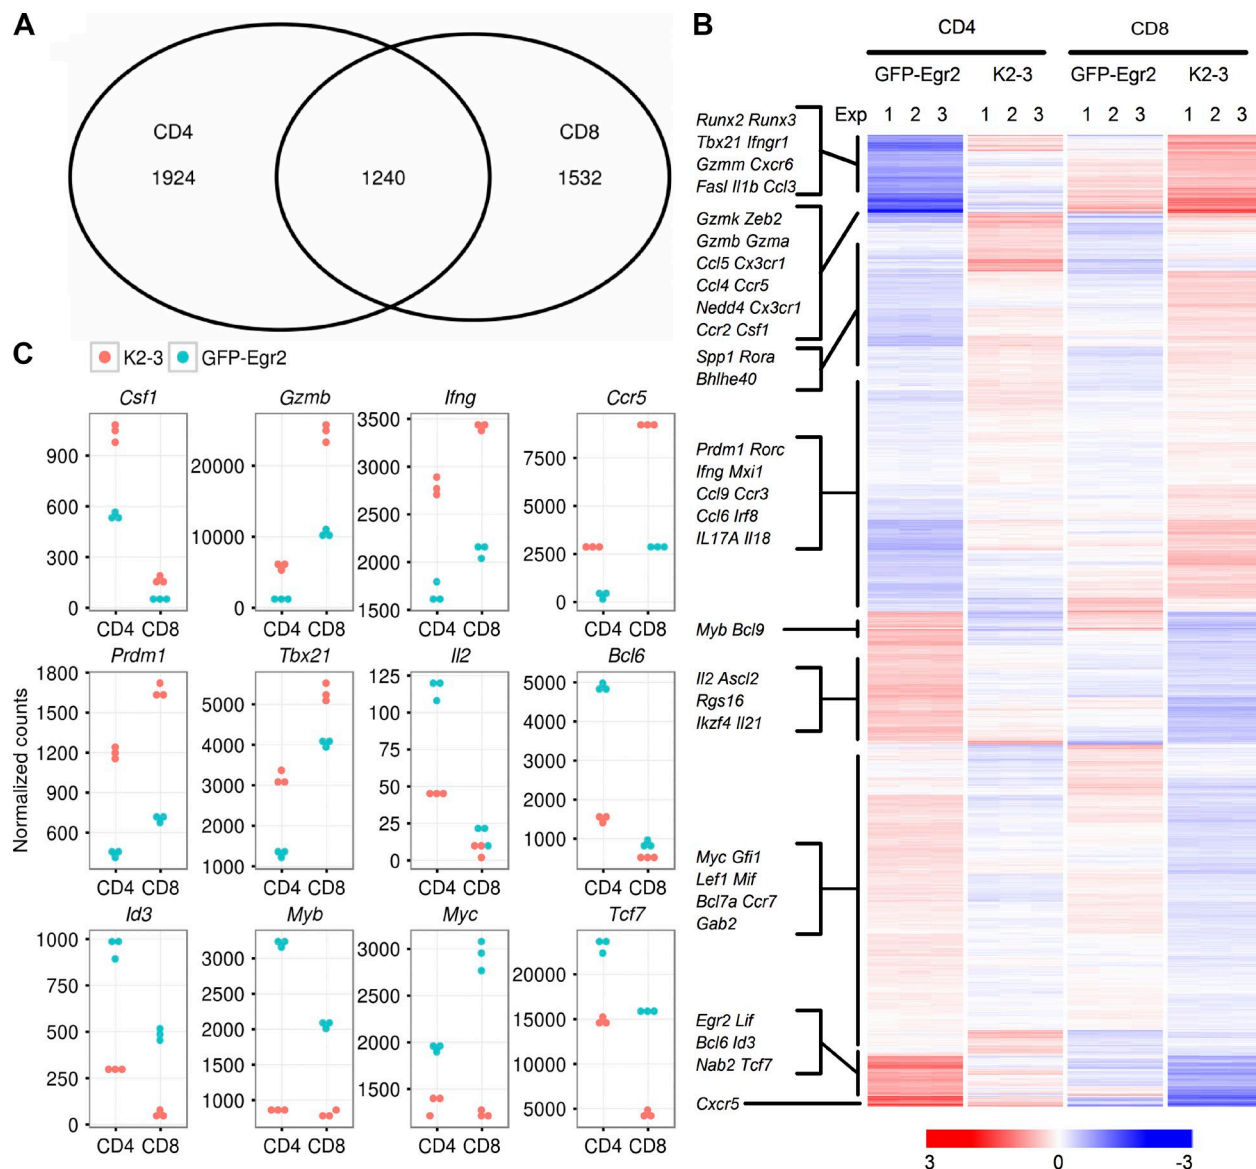 A
CD4
CD8
1924
1240
1532
B
CD4
CD8
GFP-Egr2
K2-3
GFP-Egr2
K2-3
Exp 1 2 3 1 2 3 1 2 3 1 2 3
Runx2 Runx3
Tbx21 Ifngr1
Gzmm Cxcr6
Fasl Il1b Ccl3
Gzmk Zeb2
Gzmb Gzma
Ccl5 Cx3cr1
Ccl4 Ccr5
Nedd4 Cx3cr1
Ccr2 Csf1
Spp1 Rora
Bhlhe40
Prdm1 Rorc
Ifng Mxi1
Ccl9 Ccr3
Ccl6 Irf8
IL17A Il18
Myb Bcl9
Il2 Ascl2
Rgs16
Ikzf4 Il21
Myc Gfi1
Lef1 Mif
Bcl7a Ccr7
Gab2
Egr2 Lif
Bcl6 Id3
Nab2 Tcf7
Cxcr5
3 0 -3
C
K2-3 GFP-Egr2
Normalized counts
Csf1
900
600
300
0
CD4 CD8
Gzmb
20000
10000
0
CD4 CD8
Ifng
3500
3000
2500
2000
1500
CD4 CD8
Ccr5
7500
5000
2500
0
CD4 CD8
Prdm1
1800
1500
1200
900
600
CD4 CD8
Tbx21
5000
4000
3000
2000
1000
CD4 CD8
Il2
125
100
75
50
25
0
CD4 CD8
Bcl6
5000
4000
3000
2000
1000
CD4 CD8
Id3
1000
750
500
250
0
CD4 CD8
Myb
3000
2500
2000
1500
1000
CD4 CD8
Myc
3000
2500
2000
1500
CD4 CD8
Tcf7
20000
15000
10000
5000
CD4 CD8